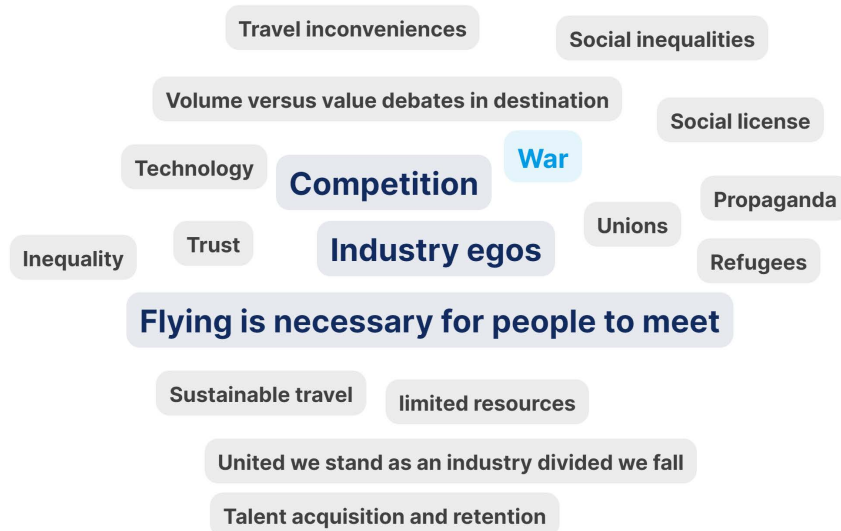 Travel inconveniences
Social inequalities
Volume versus value debates in destination
Social license
War
Technology
Competition
Propaganda
Unions
Trust
Industry egos
Inequality
Refugees
Flying is necessary for people to meet
Sustainable travel
limited resources
United we stand as an industry divided we fall
Talent acquisition and retention